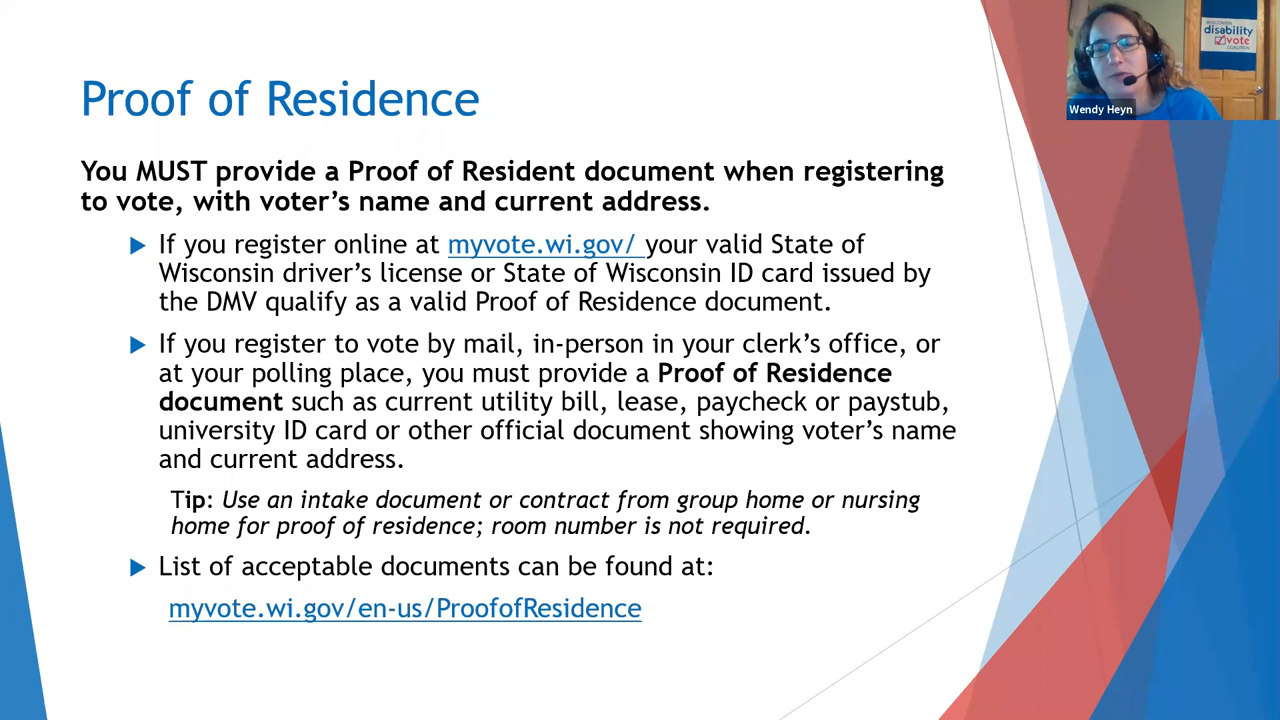 Proof of Residence
You MUST provide a Proof of Resident document when registering
to vote, with voter's name and current address.
If you register online at myvote.wi.gov/ your valid State of
Wisconsin driver's license or State of Wisconsin ID card issued by
the DMV qualify as a valid Proof of Residence document.
If you register to vote by mail, in-person in your clerk's office, or
at your polling place, you must provide a Proof of Residence
document such as current utility bill, lease, paycheck or paystub,
university ID card or other official document showing voter's name
and current address.
Tip: Use an intake document or contract from group home or nursing
home for proof of residence; room number is not required.
List of acceptable documents can be found at:
myvote.wi.gov/en-us/ProofofResidence
WISCONSIN
disability
vote
COALITION
Wendy Heyn